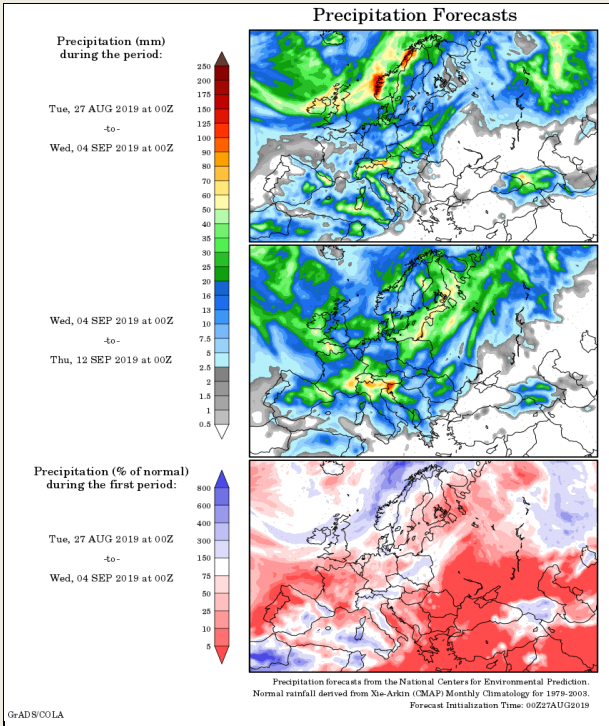 Precipitation Forecasts
Precipitation (mm)
during the period:
Tue, 27 AUG 2019 at 00Z
-to-
Wed, 04 SEP 2019 at 00Z
250
200
175
150
125
100
90
80
70
60
50
40
35
30
25
20
16
13
10
7.5
5
2.5
2
1.5
1
0.5
Wed, 04 SEP 2019 at 00Z
-to-
Thu, 12 SEP 2019 at 00Z
Precipitation (% of normal)
during the first period:
Tue, 27 AUG 2019 at 00Z
-to-
Wed, 04 SEP 2019 at 00Z
800
600
400
300
150
75
50
25
10
5
Precipitation forecasts from the National Centers for Environmental Prediction.
Normal rainfall derived from Xie-Arkin (CMAP) Monthly Climatology for 1979-2003.
Forecast Initialization Time: 00Z27AUG2019
GrADS/COLA